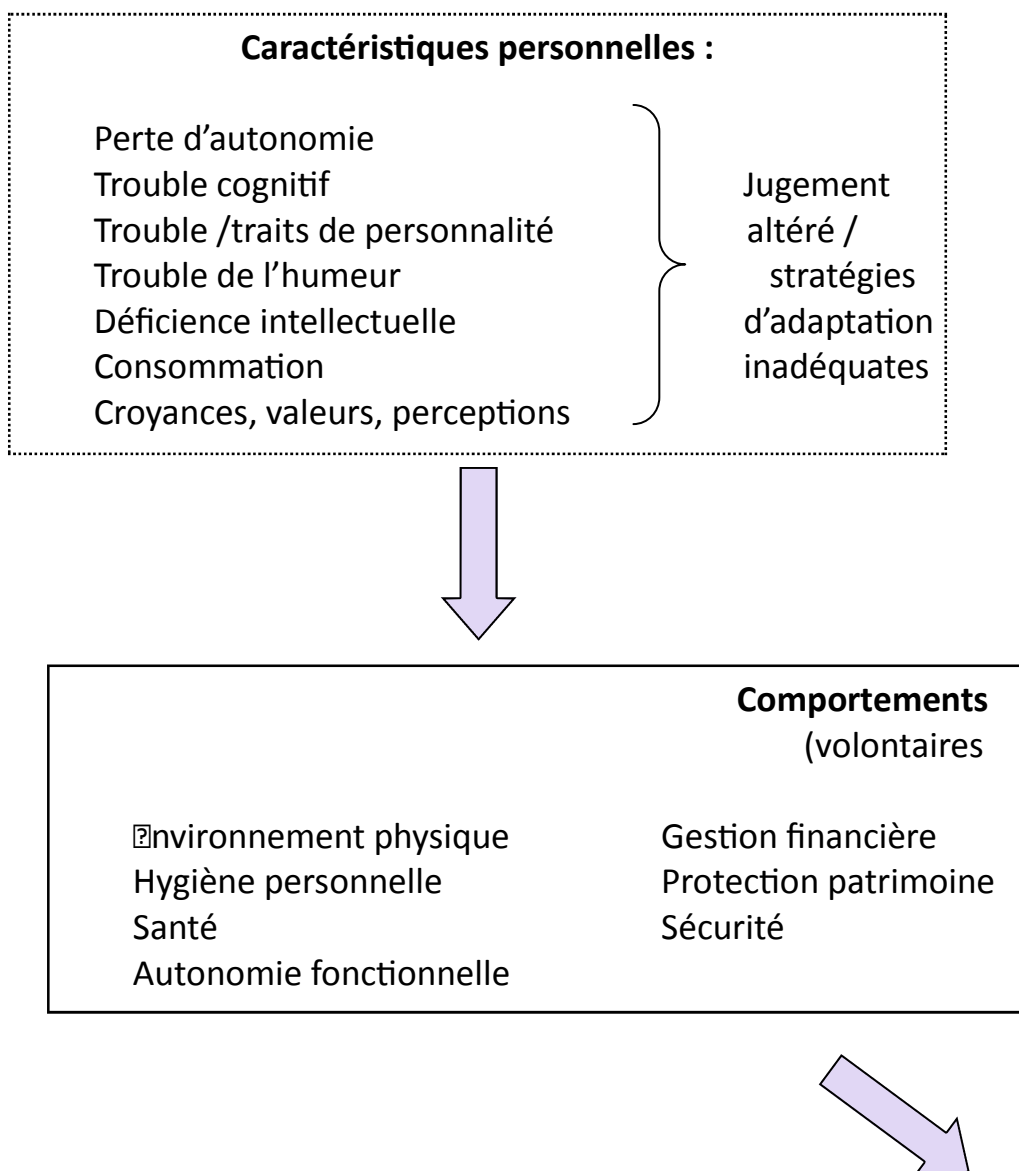 Caractéristiques personnelles :
Perte d'autonomie
Trouble cognitif
Trouble /traits de personnalité
Trouble de l'humeur
Déficience intellectuelle
Consommation
Croyances, valeurs, perceptions
Jugement
altéré /
stratégies
d'adaptation
inadéquates
Comportements
(volontaires
⍰nvironnement physique
Hygiène personnelle
Santé
Autonomie fonctionnelle
Gestion financière
Protection patrimoine
Sécurité